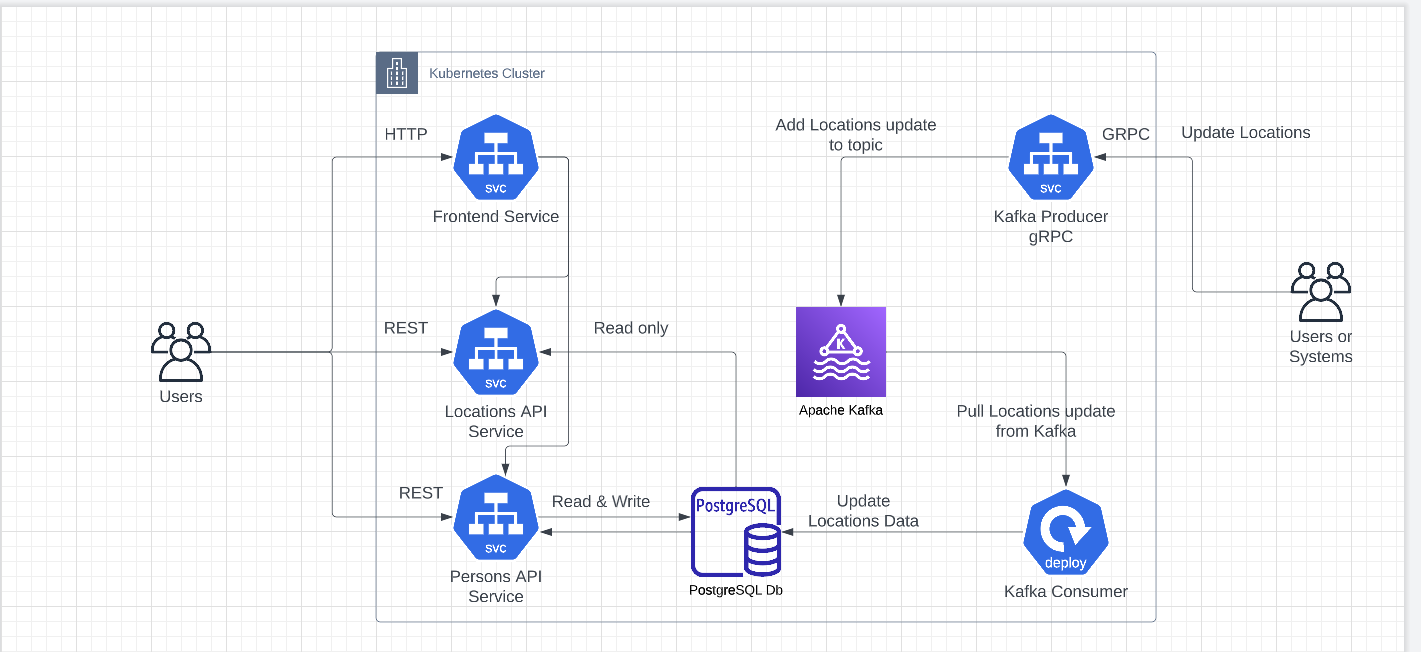 Kubernetes Cluster
HTTP
SVC
Frontend Service
Add Locations update
to topic
SVC
GRPC
Update Locations
Kafka Producer
gRPC
Users
REST
SVC
Locations API
Service
Read only
K
Apache Kafka
Users or
Systems
Pull Locations update
from Kafka
REST
SVC
Persons API
Service
Read & Write
PostgreSQL
PostgreSQL Db
Update
Locations Data
deploy
Kafka Consumer